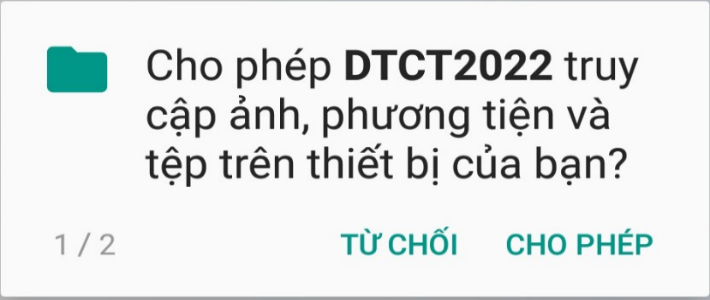 Cho phép DTCT2022 truy
cập ảnh, phương tiện và
tệp trên thiết bị của bạn?
1 / 2
TỪ CHỐI
CHO PHÉP